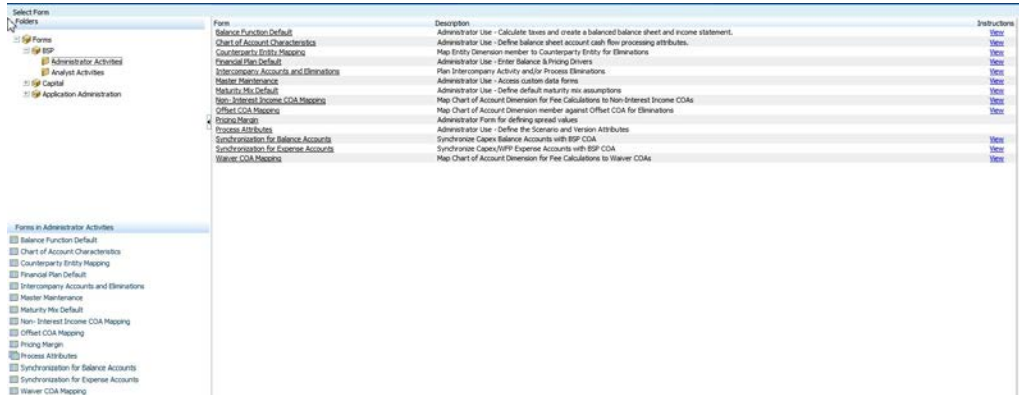 Select Form
Folders
Forms
BSP
Administrator Activities
Analyst Activities
Capital
Application Administration
Form Description Instructions
Balance Function Default Administrator Use - Calculate taxes and create a balanced balance sheet and income statement. View
Chart of Account Characteristics Administrator Use - Define balance sheet account cash flow processing attributes. View
Counterparty Entity Mapping Map Entity Dimension member to Counterparty Entity for Eliminations View
Financial Plan Default Administrator Use - Enter Balance & Pricing Drivers View
Intercompany Accounts and Eliminations Plan Intercompany Activity and/or Process Eliminations View
Master Maintenance Administrator Use - Access custom data forms View
Maturity Mix Default Administrator Use - Define default maturity mix assumptions View
Non- Interest Income COA Mapping Map Chart of Account Dimension for Fee Calculations to Non-Interest Income COAs View
Offset COA Mapping Map Chart of Account Dimension member against Offset COA for Eliminations View
Pricing Margin Administrator Form for defining spread values
Process Attributes Administrator Use - Define the Scenario and Version Attributes
Synchronization for Balance Accounts Synchronize Capex Balance Accounts with BSP COA View
Synchronization for Expense Accounts Synchronize Capex/WFP Expense Accounts with BSP COA View
Waiver COA Mapping Map Chart of Account Dimension for Fee Calculations to Waiver COAs View
Forms in Administrator Activities
Balance Function Default
Chart of Account Characteristics
Counterparty Entity Mapping
Financial Plan Default
Intercompany Accounts and Eliminations
Master Maintenance
Maturity Mix Default
Non- Interest Income COA Mapping
Offset COA Mapping
Pricing Margin
Process Attributes
Synchronization for Balance Accounts
Synchronization for Expense Accounts
Waiver COA Mapping